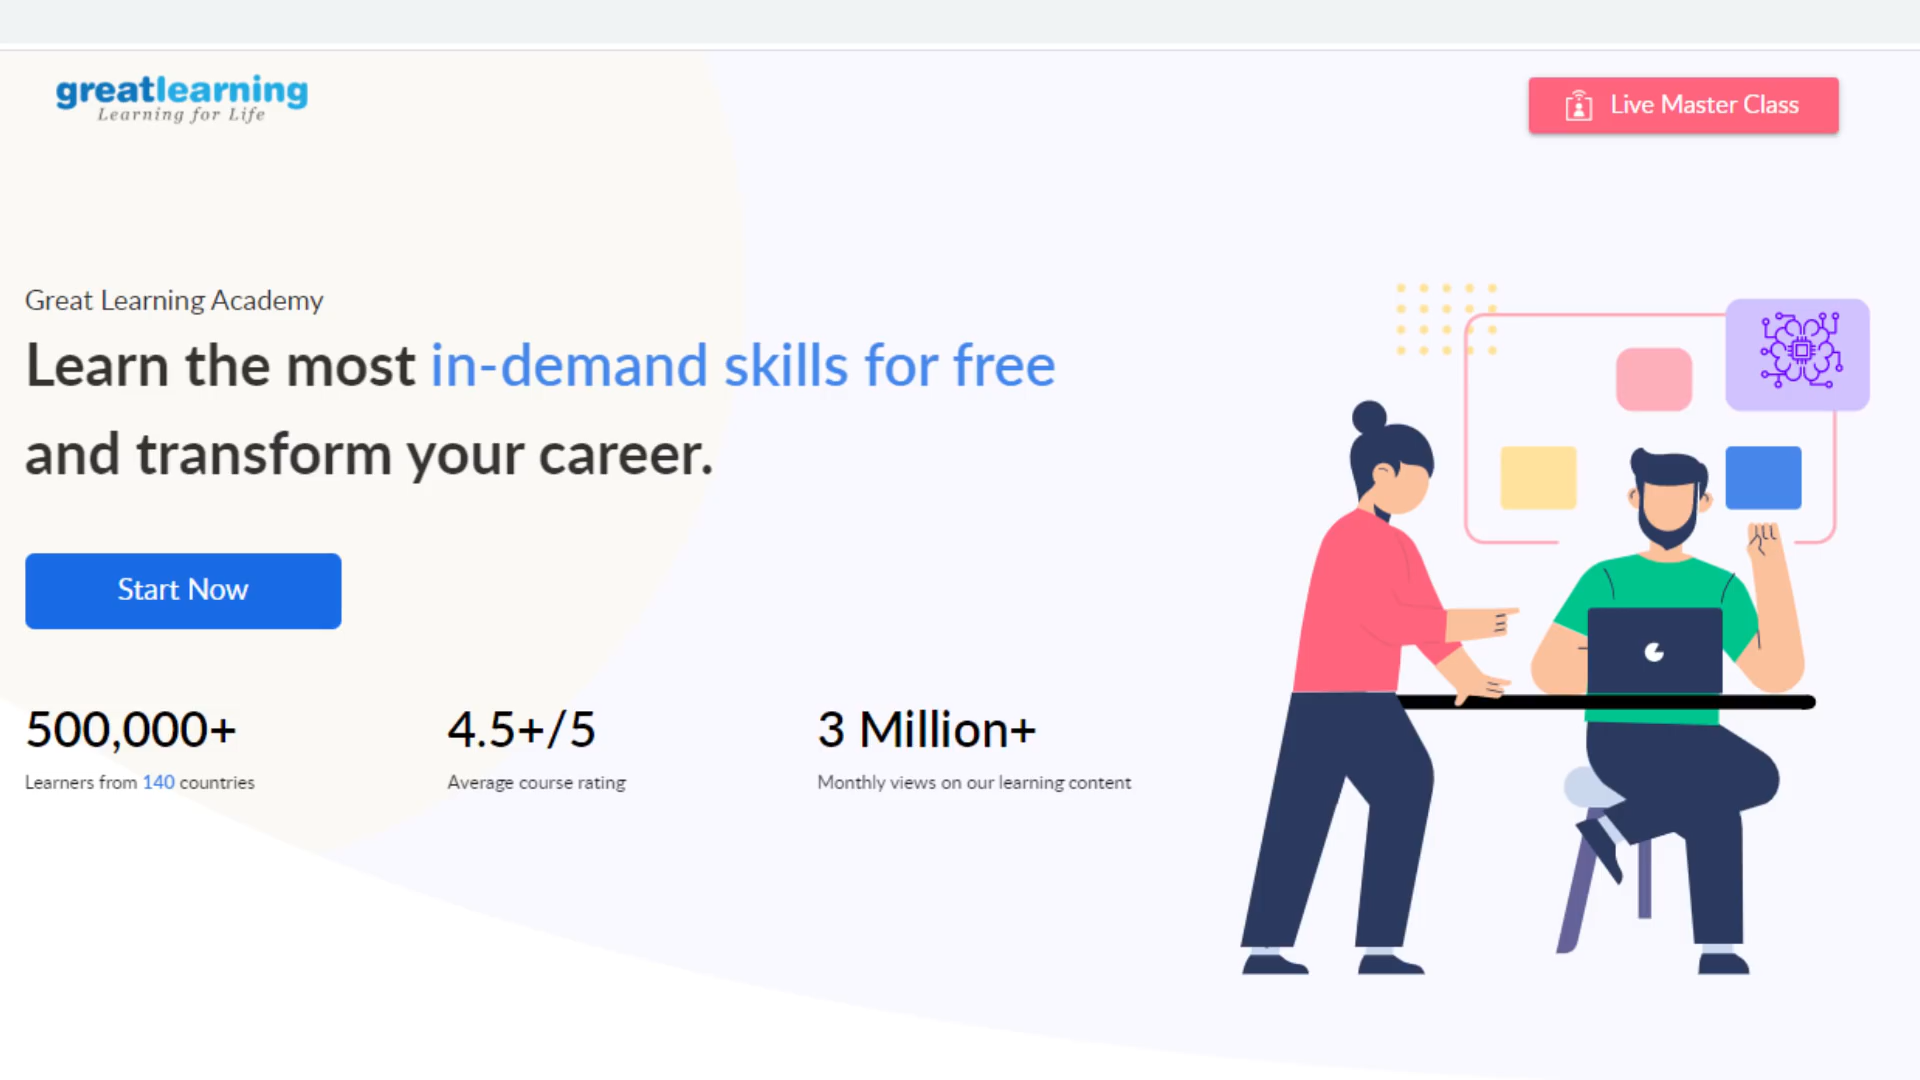 greatlearning
Learning for Life
Live Master Class
Great Learning Academy
Learn the most in-demand skills for free
and transform your career.
Start Now
500,000+
Learners from 140 countries
4.5+/5
Average course rating
3 Million+
Monthly views on our learning content